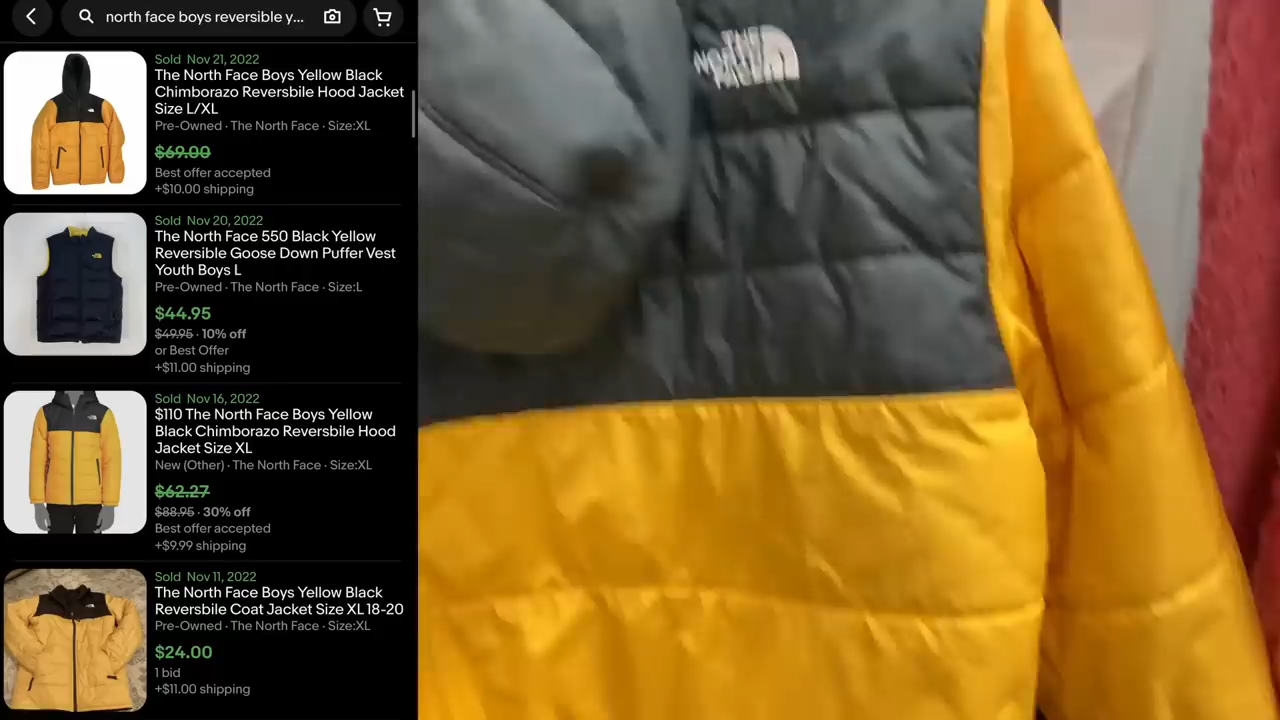 north face boys reversible y...
Sold Nov 21, 2022
The North Face Boys Yellow Black
Chimborazo Reversbile Hood Jacket
Size L/XL
Pre-Owned · The North Face · Size:XL
$69.00
Best offer accepted
+$10.00 shipping
Sold Nov 20, 2022
The North Face 550 Black Yellow
Reversible Goose Down Puffer Vest
Youth Boys L
Pre-Owned · The North Face · Size:L
$44.95
$49.95 · 10% off
or Best Offer
+$11.00 shipping
Sold Nov 16, 2022
$110 The North Face Boys Yellow
Black Chimborazo Reversbile Hood
Jacket Size XL
New (Other) · The North Face · Size:XL
$62.27
$88.95 · 30% off
Best offer accepted
+$9.99 shipping
Sold Nov 11, 2022
The North Face Boys Yellow Black
Reversbile Coat Jacket Size XL 18-20
Pre-Owned · The North Face · Size:XL
$24.00
1 bid
+$11.00 shipping